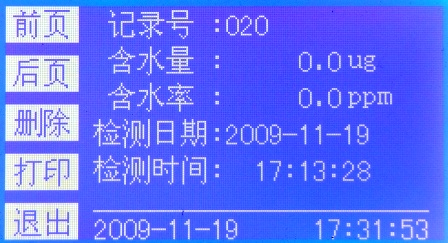 前页
记录号 :020
后页
含水量 : 0.0ug
含水率 : 0.0ppm
删除
检测日期:2009-11-19
打印
检测时间: 17:13:28
退出
2009-11-19 17:31:53